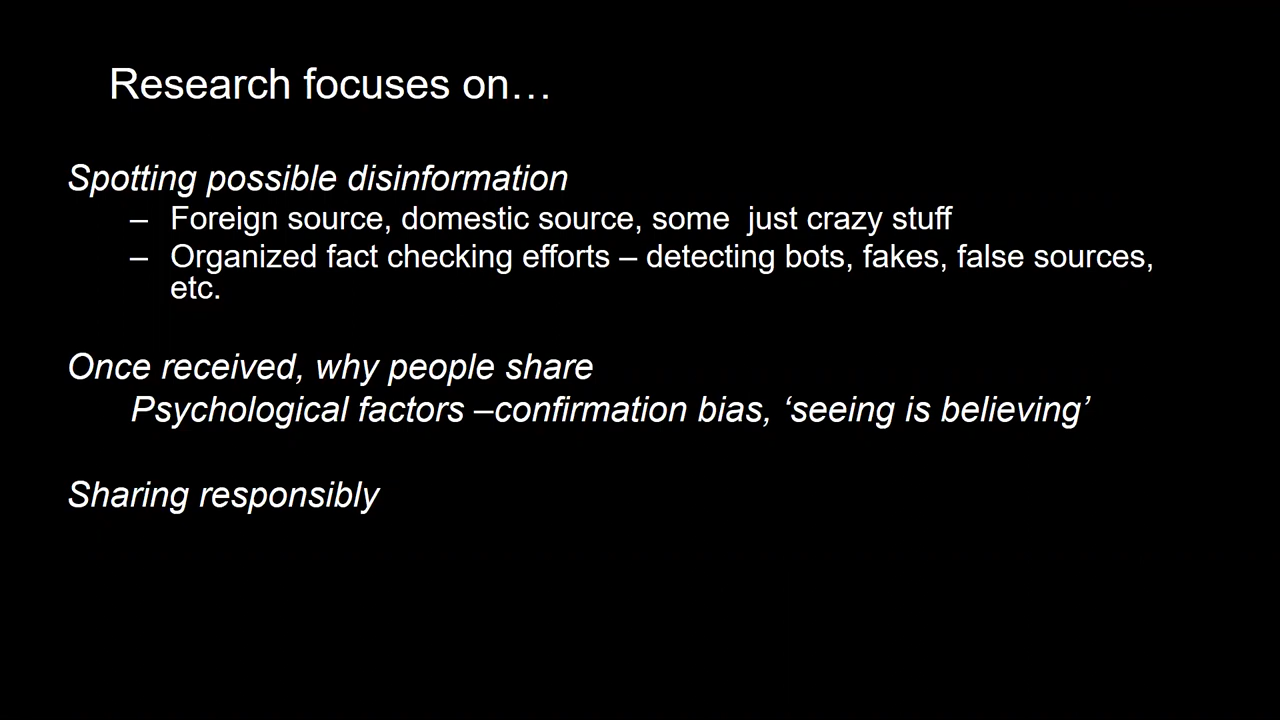 Research focuses on…
Spotting possible disinformation
– Foreign source, domestic source, some  just crazy stuff
– Organized fact checking efforts – detecting bots, fakes, false sources,
etc.
Once received, why people share
Psychological factors –confirmation bias, ‘seeing is believing’
Sharing responsibly